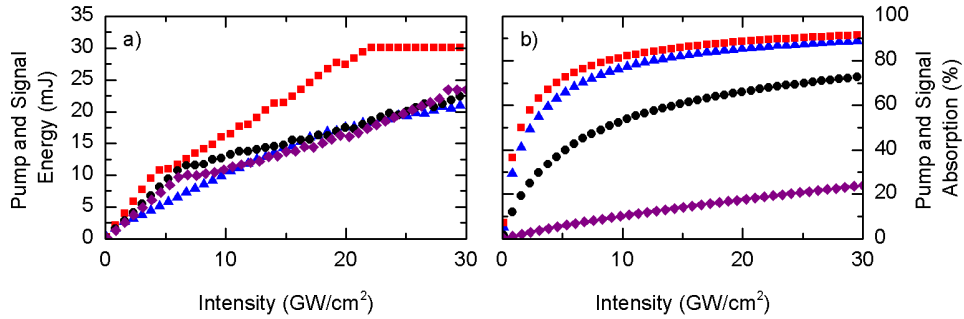 Pump and Signal
Energy (mJ)
a)
35
30
25
20
15
10
5
0
0
10
20
30
Intensity (GW/cm²)
b)
0
10
20
30
Intensity (GW/cm²)
100
80
60
40
20
0
Pump and Signal
Absorption (%)